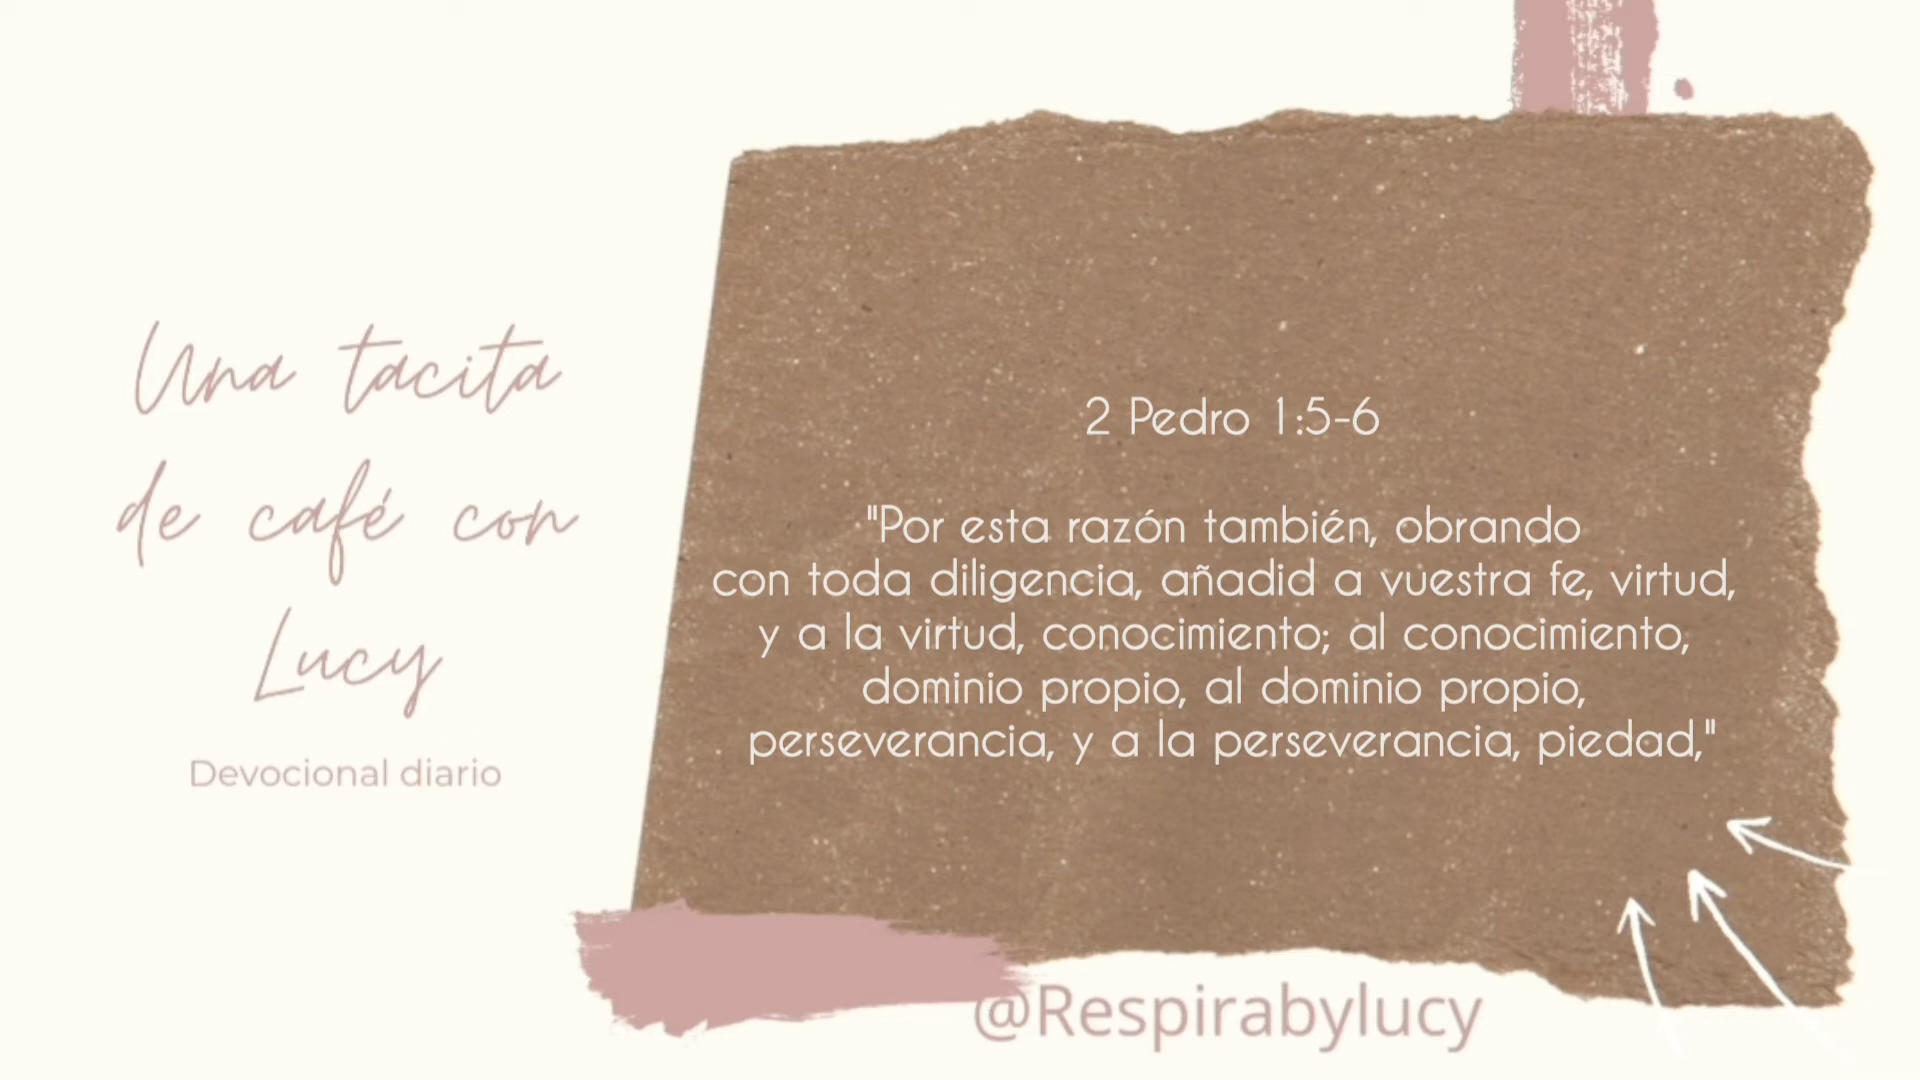 Una tacita
de café con
Lucy
Devocional diario
2 Pedro 1:5-6
"Por esta razón también, obrando
con toda diligencia, añadid a vuestra fe, virtud,
y a la virtud, conocimiento; al conocimiento,
dominio propio, al dominio propio,
perseverancia, y a la perseverancia, piedad,"
@Respirabylucy